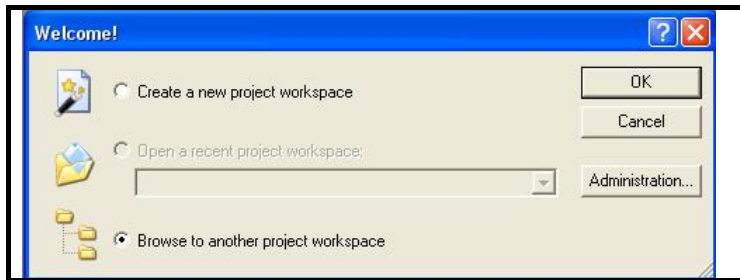 Welcome!
Create a new project workspace
OK
Cancel
Open a recent project workspace:
Administration...
Browse to another project workspace